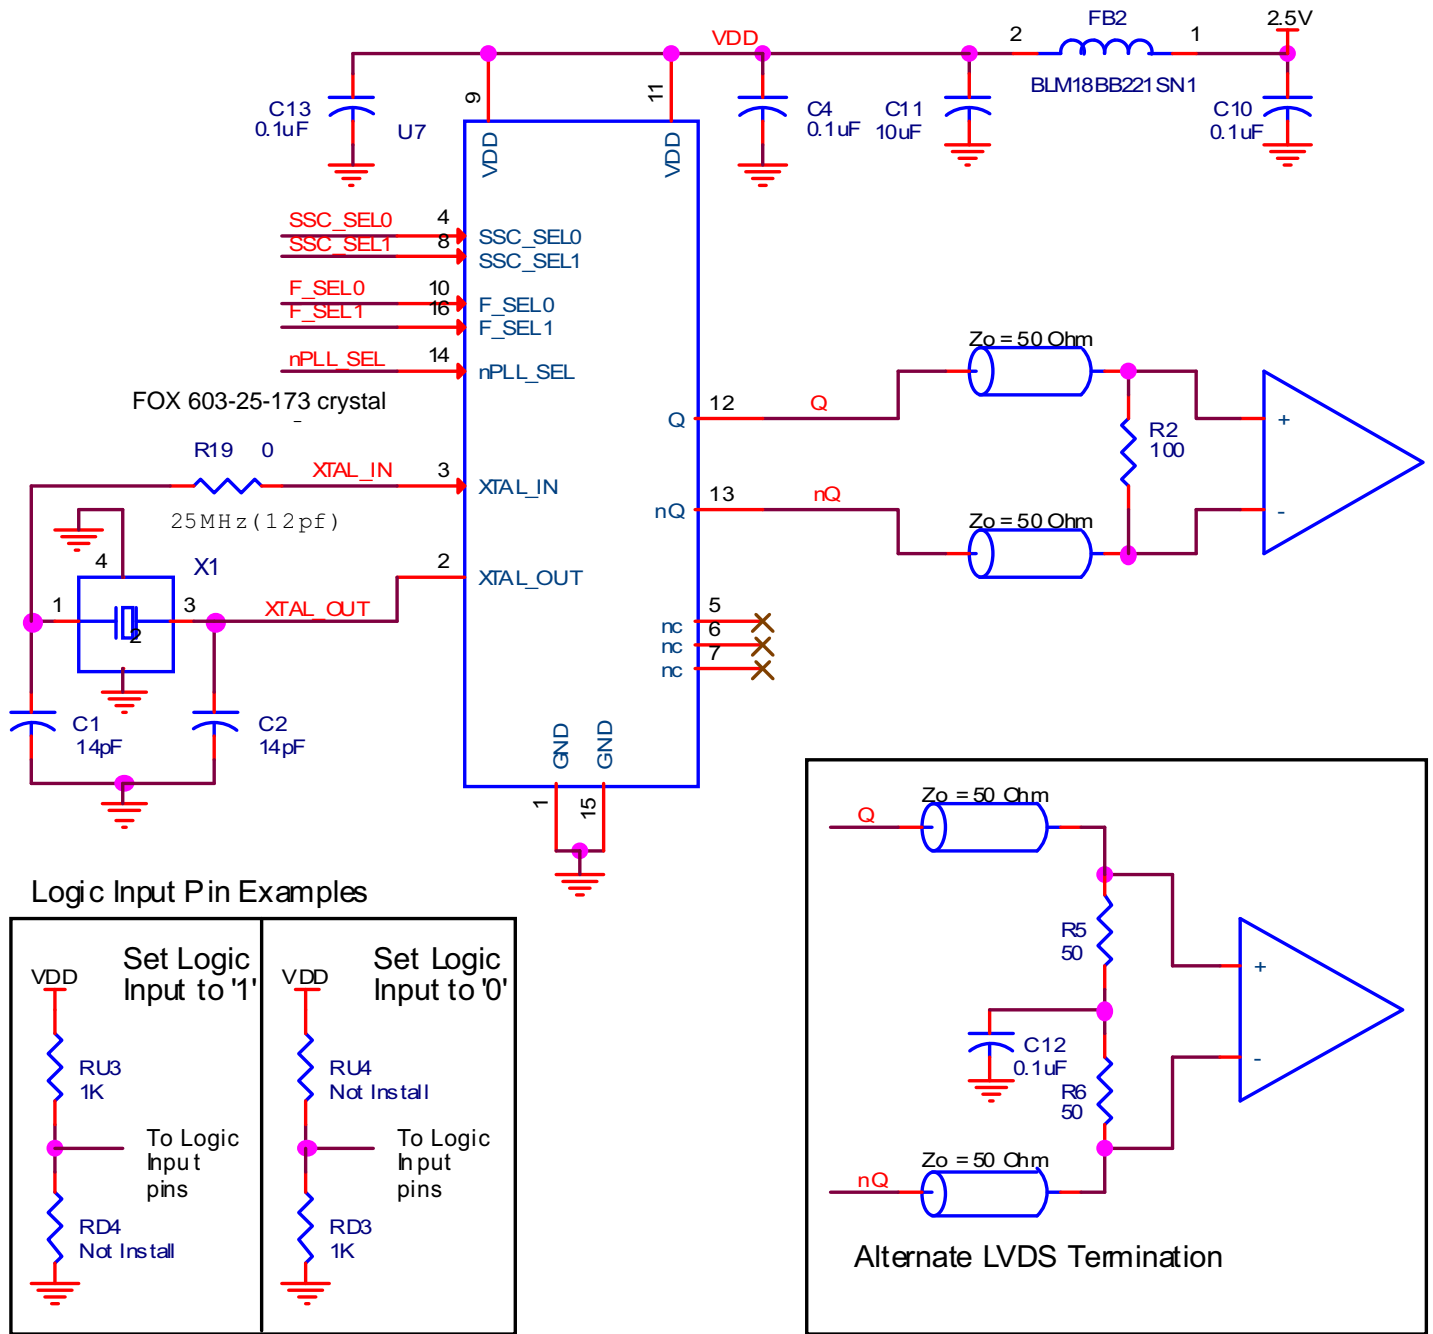 FB2
2.5V
VDD
2
1
BLM18BB221SN1
C13
0.1uF
9
11
U7
C4
0.1uF
C11
10uF
C10
0.1uF
VDD
VDD
SSC_SEL0
4
SSC_SEL0
SSC_SEL1
8
SSC_SEL1
F_SEL0
10
F_SEL0
F_SEL1
16
F_SEL1
nPLL_SEL
14
nPLL_SEL
FOX 603-25-173 crystal
R19 0
XTAL_IN
3
XTAL_IN
25MHz(12pf)
4
X1
2
XTAL_OUT
1
3
XTAL_OUT
2
C1
14pF
C2
14pF
Q
12
Q
Zo = 50 Ohm
R2
100
+
nQ
13
nQ
Zo = 50 Ohm
-
nc
5
nc
6
nc
7
GND
GND
1
15
Logic Input Pin Examples
VDD
Set Logic
Input to '1'
RU3
1K
To Logic
Input
pins
RD4
Not Install
VDD
Set Logic
Input to '0'
RU4
Not Install
To Logic
Input
pins
RD3
1K
Zo = 50 Ohm
Q
R5
50
+
C12
0.1uF
R6
50
-
Zo = 50 Ohm
nQ
Alternate LVDS Termination